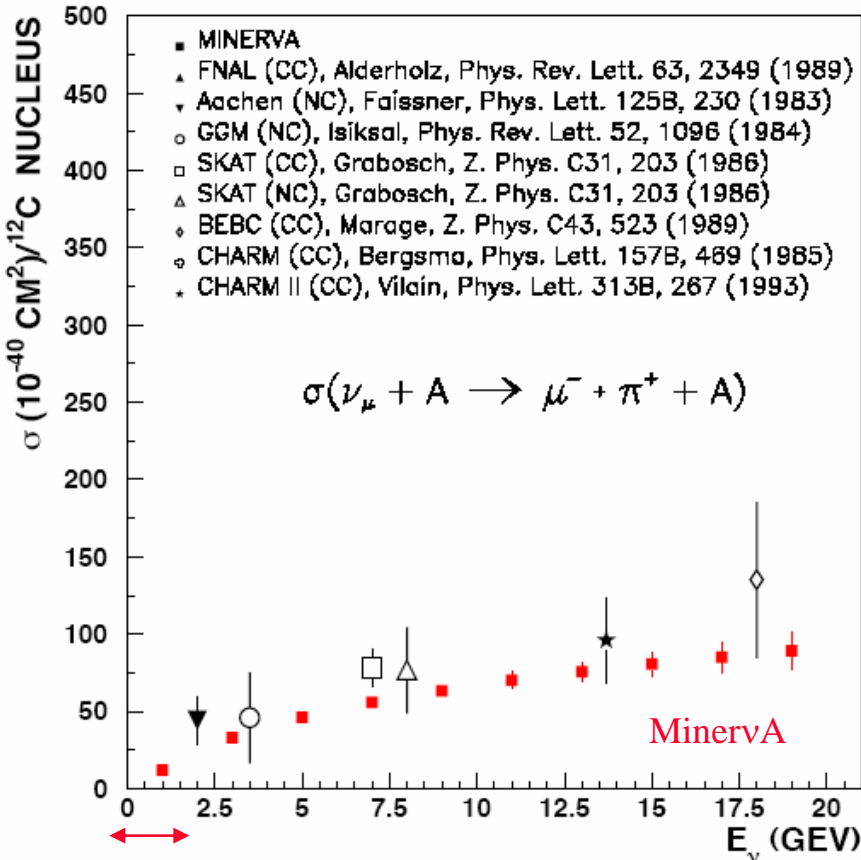 500
450
400
350
300
250
200
150
100
50
0
σ (10⁻⁴⁰ CM²)/¹²C NUCLEUS
MINERVA
FNAL (CC), Alderholz, Phys. Rev. Lett. 63, 2349 (1989)
Aachen (NC), Faissner, Phys. Lett. 125B, 230 (1983)
GGM (NC), Isiksal, Phys. Rev. Lett. 52, 1096 (1984)
SKAT (CC), Grabosch, Z. Phys. C31, 203 (1986)
SKAT (NC), Grabosch, Z. Phys. C31, 203 (1986)
BEBC (CC), Marage, Z. Phys. C43, 523 (1989)
CHARM (CC), Bergsma, Phys. Lett. 157B, 469 (1985)
CHARM II (CC), Vilain, Phys. Lett. 313B, 267 (1993)
σ(ν_μ + A → μ⁻ + π⁺ + A)
MinervA
0 2.5 5 7.5 10 12.5 15 17.5 20
E_ν (GEV)